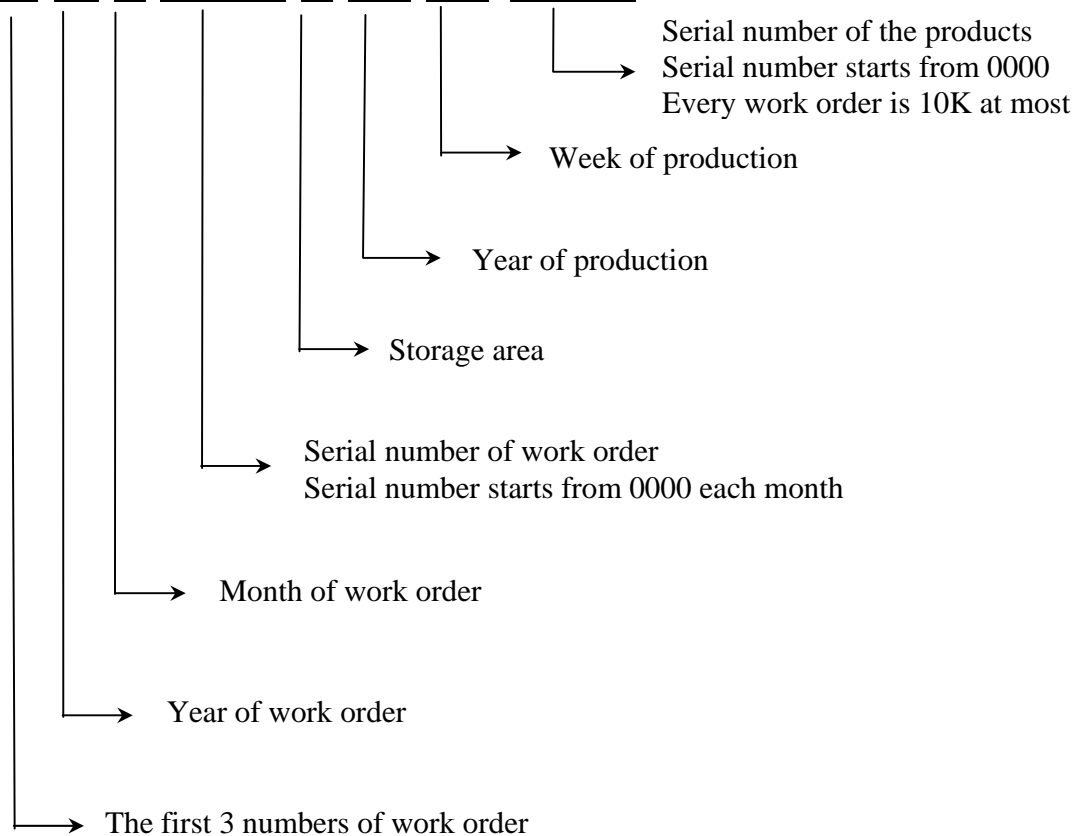 Serial number of the products
Serial number starts from 0000
Every work order is 10K at most
Week of production
Year of production
Storage area
Serial number of work order
Serial number starts from 0000 each month
Month of work order
Year of work order
The first 3 numbers of work order